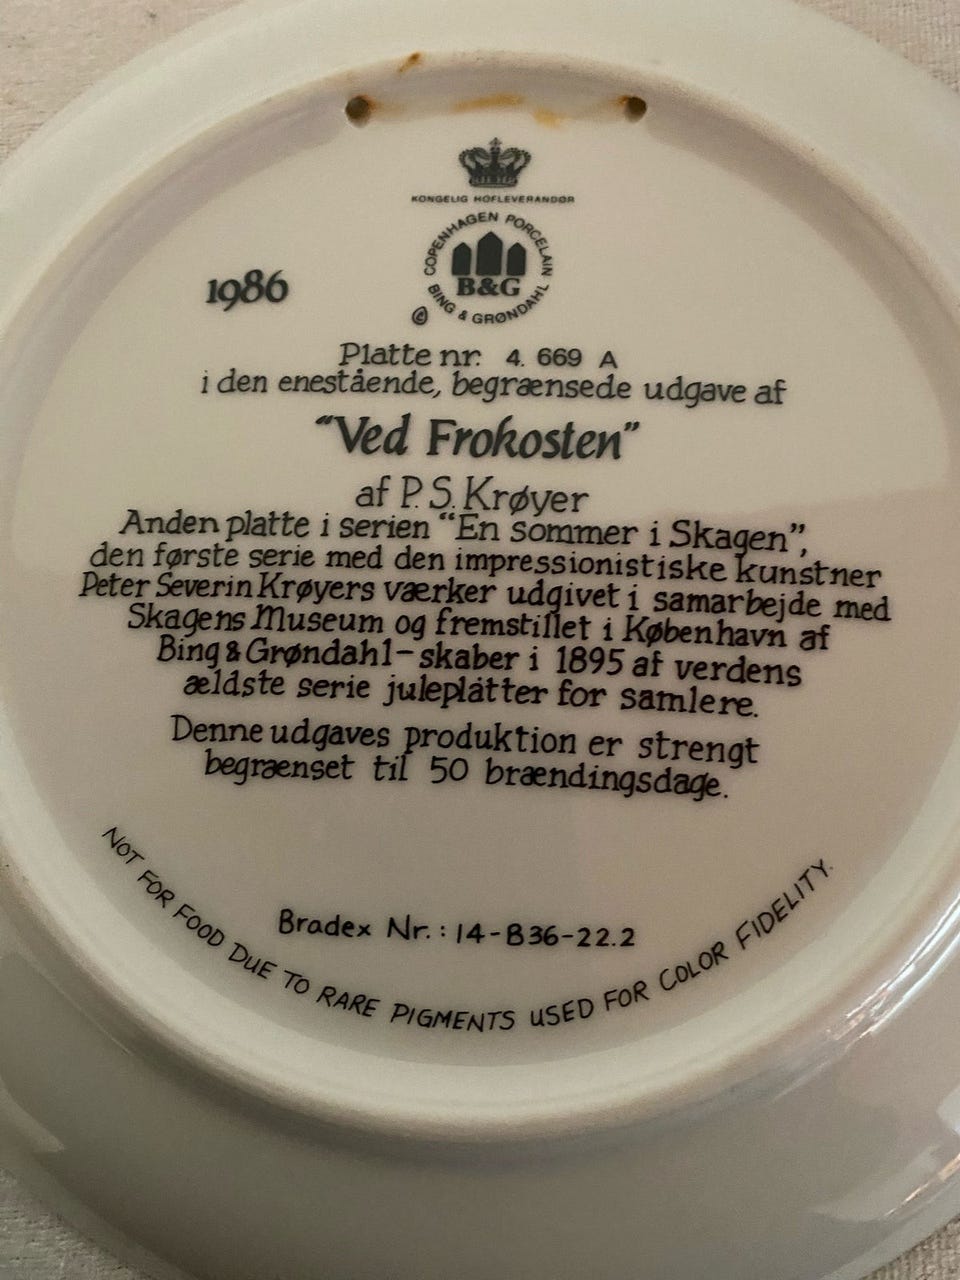 KONGELIG HOFLEVERANDØR
COPENHAGEN PORCELAIN
B&G
BING & GRØNDAHL
©
1986
Platte nr. 4. 669 A
i den enestående, begrænsede udgave af
“Ved Frokosten”
af P.S. Krøyer
Anden platte i serien “En sommer i Skagen”,
den første serie med den impressionistiske kunstner
Peter Severin Krøyers værker udgivet i samarbejde med
Skagens Museum og fremstillet i København af
Bing & Grøndahl - skaber i 1895 af verdens
ældste serie juleplatter for samlere.
Denne udgaves produktion er strengt
begrænset til 50 brændingsdage.
Bradex Nr.: 14-B36-22.2
NOT FOR FOOD DUE TO RARE PIGMENTS USED FOR COLOR FIDELITY.